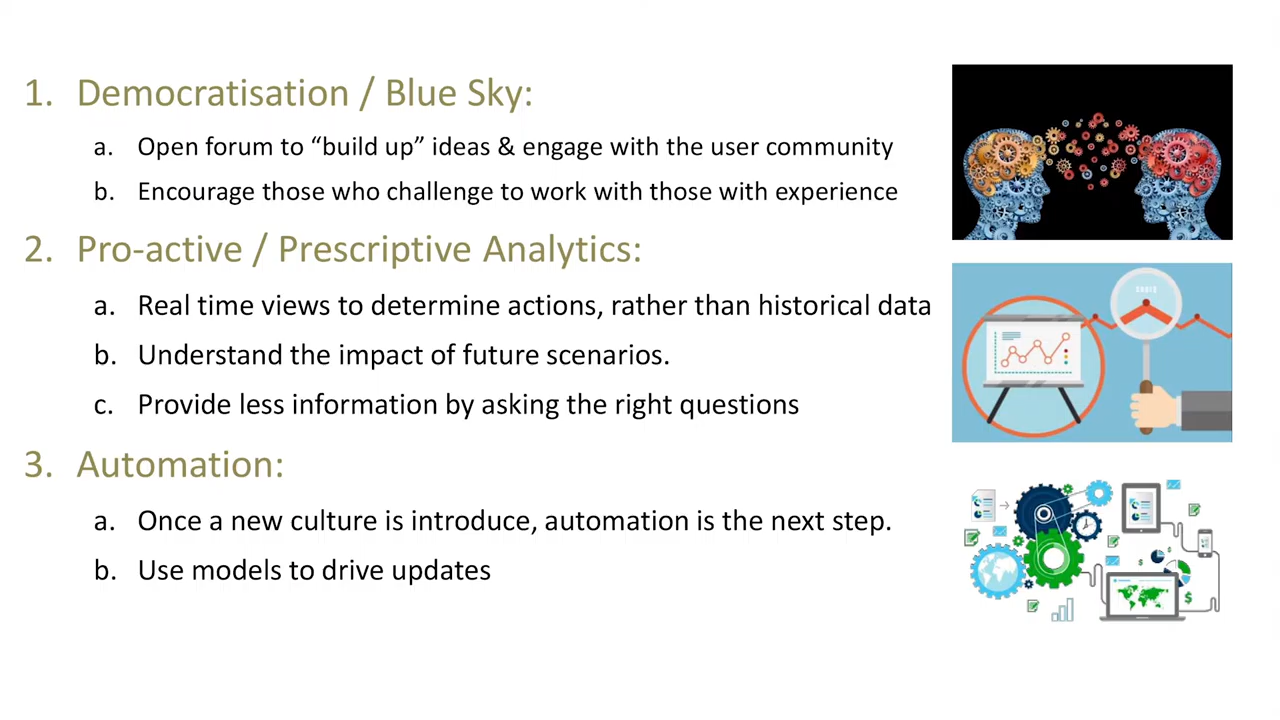 1. Democratisation / Blue Sky:
a. Open forum to “build up” ideas & engage with the user community
b. Encourage those who challenge to work with those with experience
2. Pro-active / Prescriptive Analytics:
a. Real time views to determine actions, rather than historical data
b. Understand the impact of future scenarios.
c. Provide less information by asking the right questions
3. Automation:
a. Once a new culture is introduce, automation is the next step.
b. Use models to drive updates